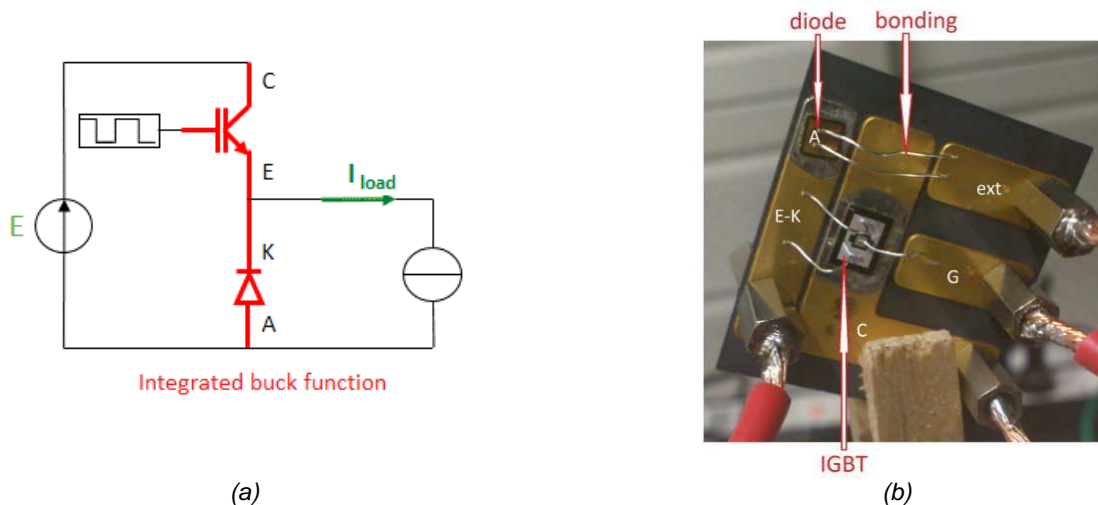 C
E
I load
E
K
A
Integrated buck function
(a)
diode
bonding
A
ext
E-K
G
C
IGBT
(b)